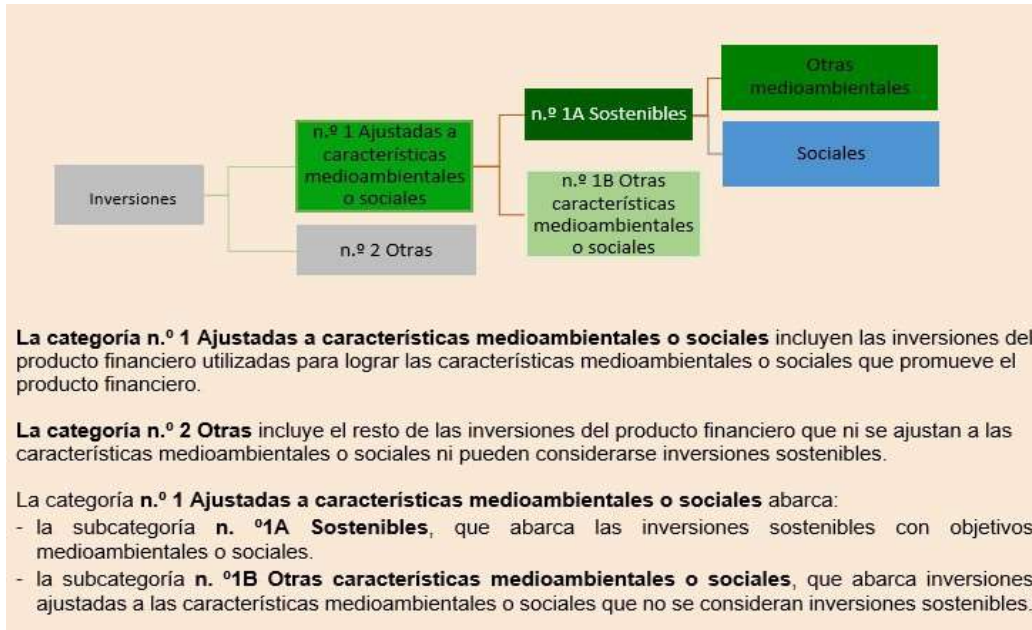 Otras
medioambientales
n.º 1A Sostenibles
n.º 1 Ajustadas a
características
medioambientales
o sociales
Sociales
n.º 1B Otras
características
medioambientales
o sociales
Inversiones
n.º 2 Otras
La categoría n.º 1 Ajustadas a características medioambientales o sociales incluyen las inversiones del
producto financiero utilizadas para lograr las características medioambientales o sociales que promueve el
producto financiero.
La categoría n.º 2 Otras incluye el resto de las inversiones del producto financiero que ni se ajustan a las
características medioambientales o sociales ni pueden considerarse inversiones sostenibles.
La categoría n.º 1 Ajustadas a características medioambientales o sociales abarca:
- la subcategoría n. º1A Sostenibles, que abarca las inversiones sostenibles con objetivos
medioambientales o sociales.
- la subcategoría n. º1B Otras características medioambientales o sociales, que abarca inversiones
ajustadas a las características medioambientales o sociales que no se consideran inversiones sostenibles.